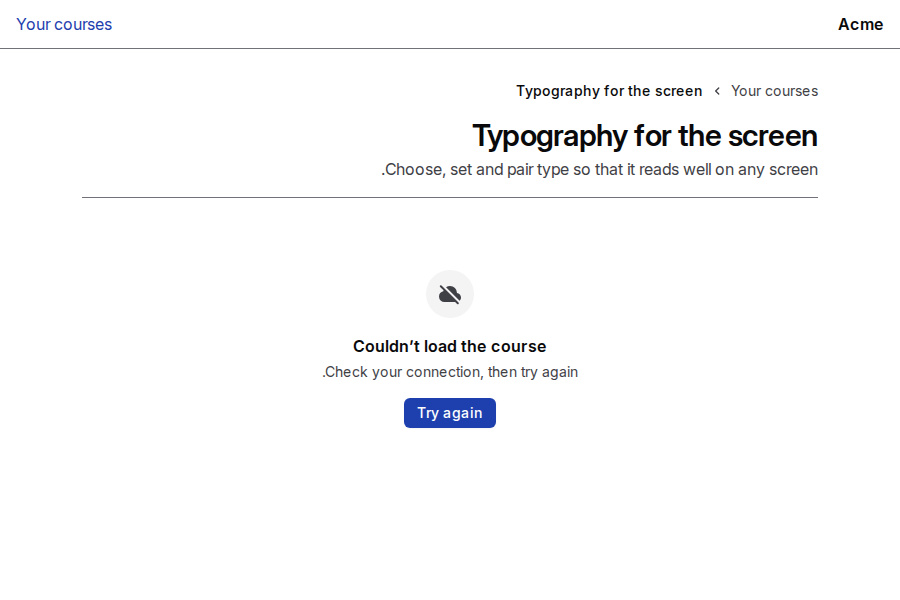 Your courses Acme
Typography for the screen ‹ Your courses
Typography for the screen
.Choose, set and pair type so that it reads well on any screen
Couldn’t load the course
.Check your connection, then try again
Try again